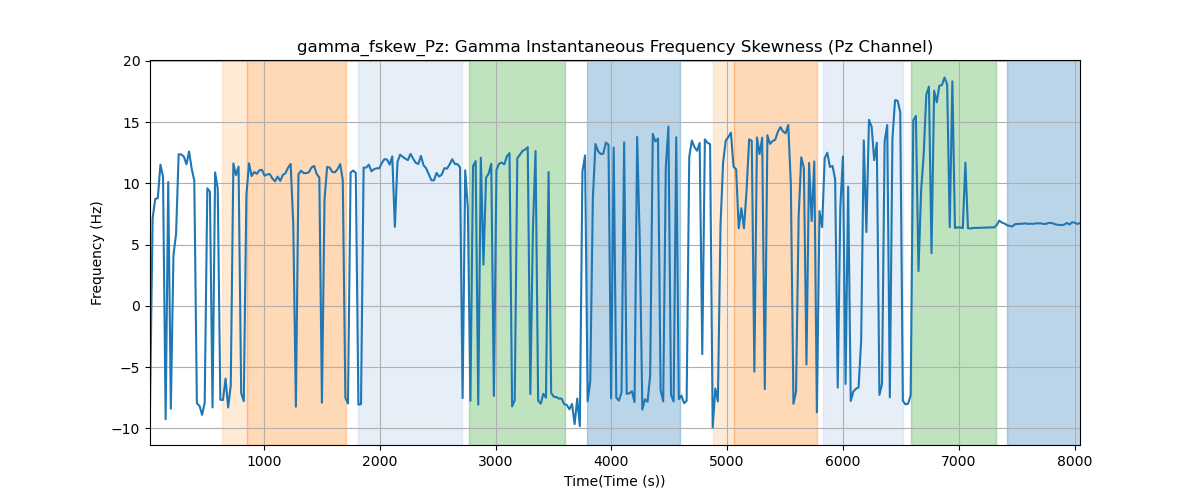 gamma_fskew_Pz: Gamma Instantaneous Frequency Skewness (Pz Channel)
20
15
10
5
0
−5
−10
Frequency (Hz)
1000 2000 3000 4000 5000 6000 7000 8000
Time(Time (s))